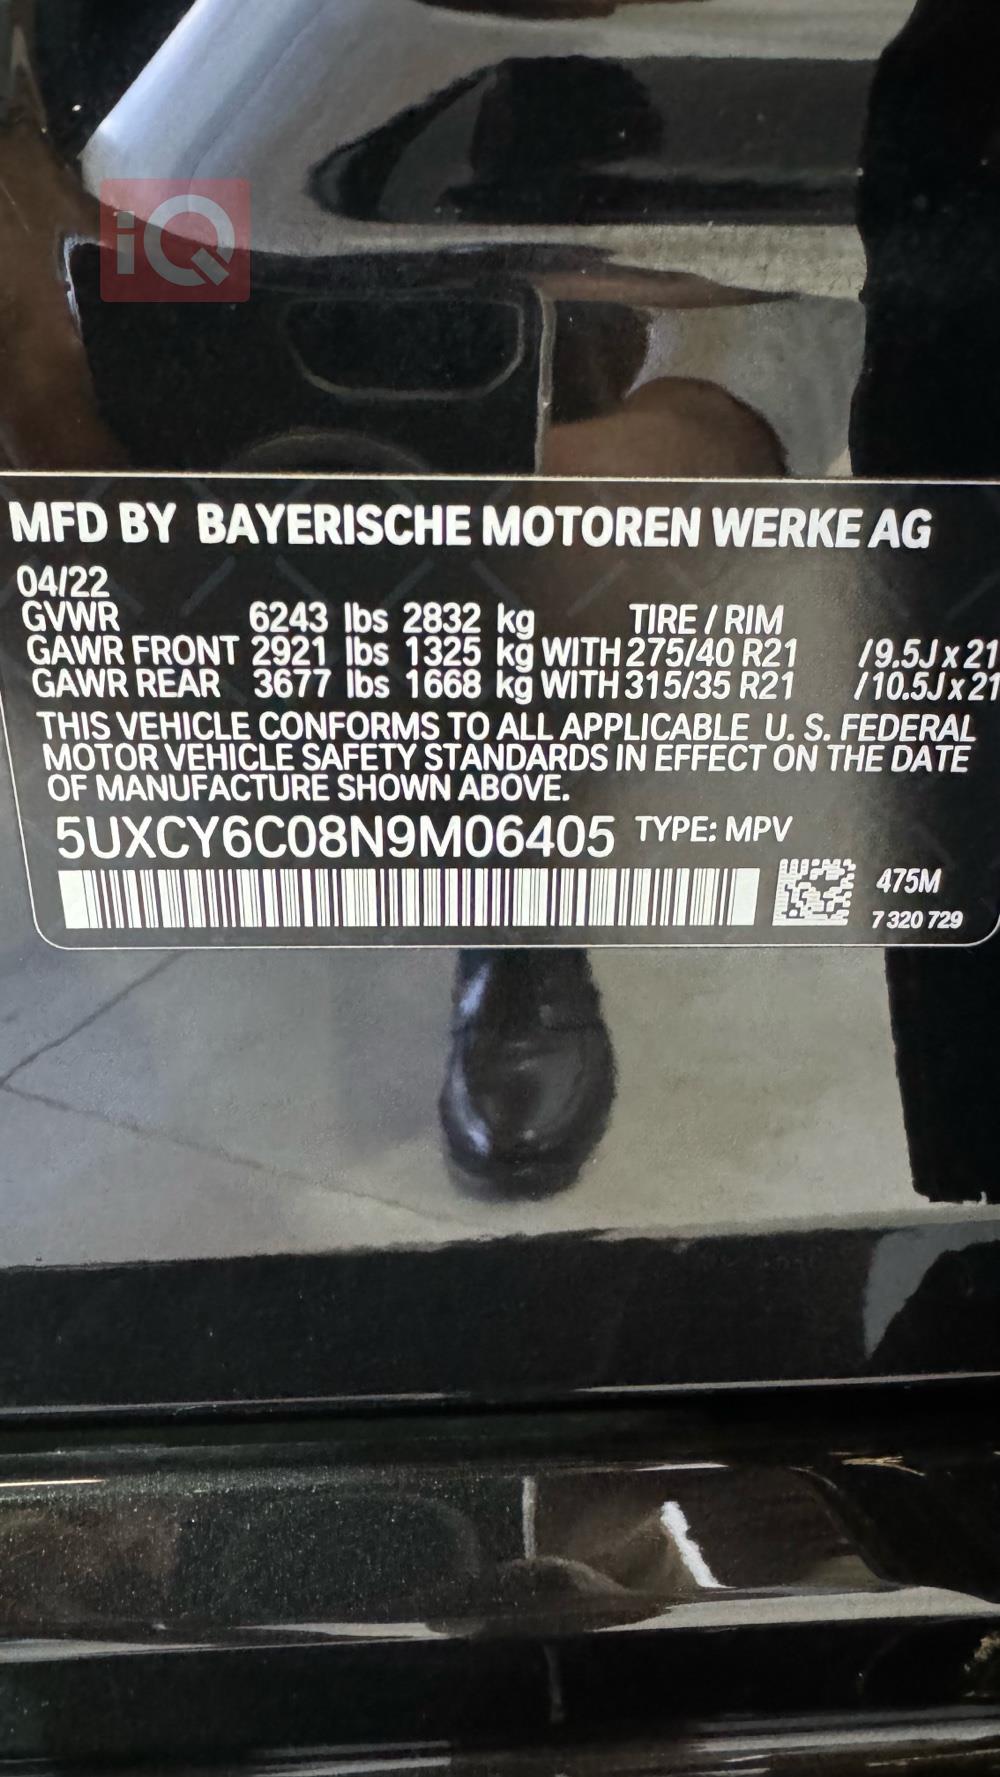 iQ
MFD BY BAYERISCHE MOTOREN WERKE AG
04/22
GVWR 6243 lbs 2832 kg TIRE / RIM
GAWR FRONT 2921 lbs 1325 kg WITH 275/40 R21 /9.5J x 21
GAWR REAR 3677 lbs 1668 kg WITH 315/35 R21 /10.5J x 21
THIS VEHICLE CONFORMS TO ALL APPLICABLE U. S. FEDERAL
MOTOR VEHICLE SAFETY STANDARDS IN EFFECT ON THE DATE
OF MANUFACTURE SHOWN ABOVE.
5UXCY6C08N9M06405 TYPE: MPV
475M
7 320 729